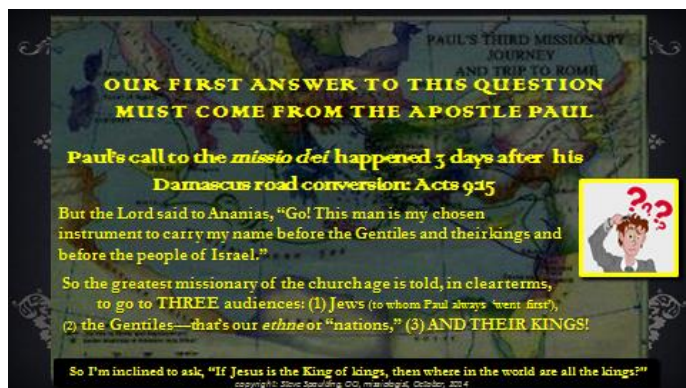 PAUL'S THIRD MISSIONARY
JOURNEY
AND TRIP TO ROME
OUR FIRST ANSWER TO THIS QUESTION
MUST COME FROM THE APOSTLE PAUL
Paul's call to the missio dei happened 3 days after his
Damascus road conversion: Acts 9:15
But the Lord said to Ananias, “Go! This man is my chosen
instrument to carry my name before the Gentiles and their kings and
before the people of Israel.”
So the greatest missionary of the church age is told, in clear terms,
to go to THREE audiences: (1) Jews (to whom Paul always ‘went first’),
(2) the Gentiles—that's our ethne or “nations,” (3) AND THEIR KINGS!
???
So I'm inclined to ask, “If Jesus is the King of kings, then where in the world are all the kings?”
copyright: Steve Spaulding, OC, missiologist, October, 2014